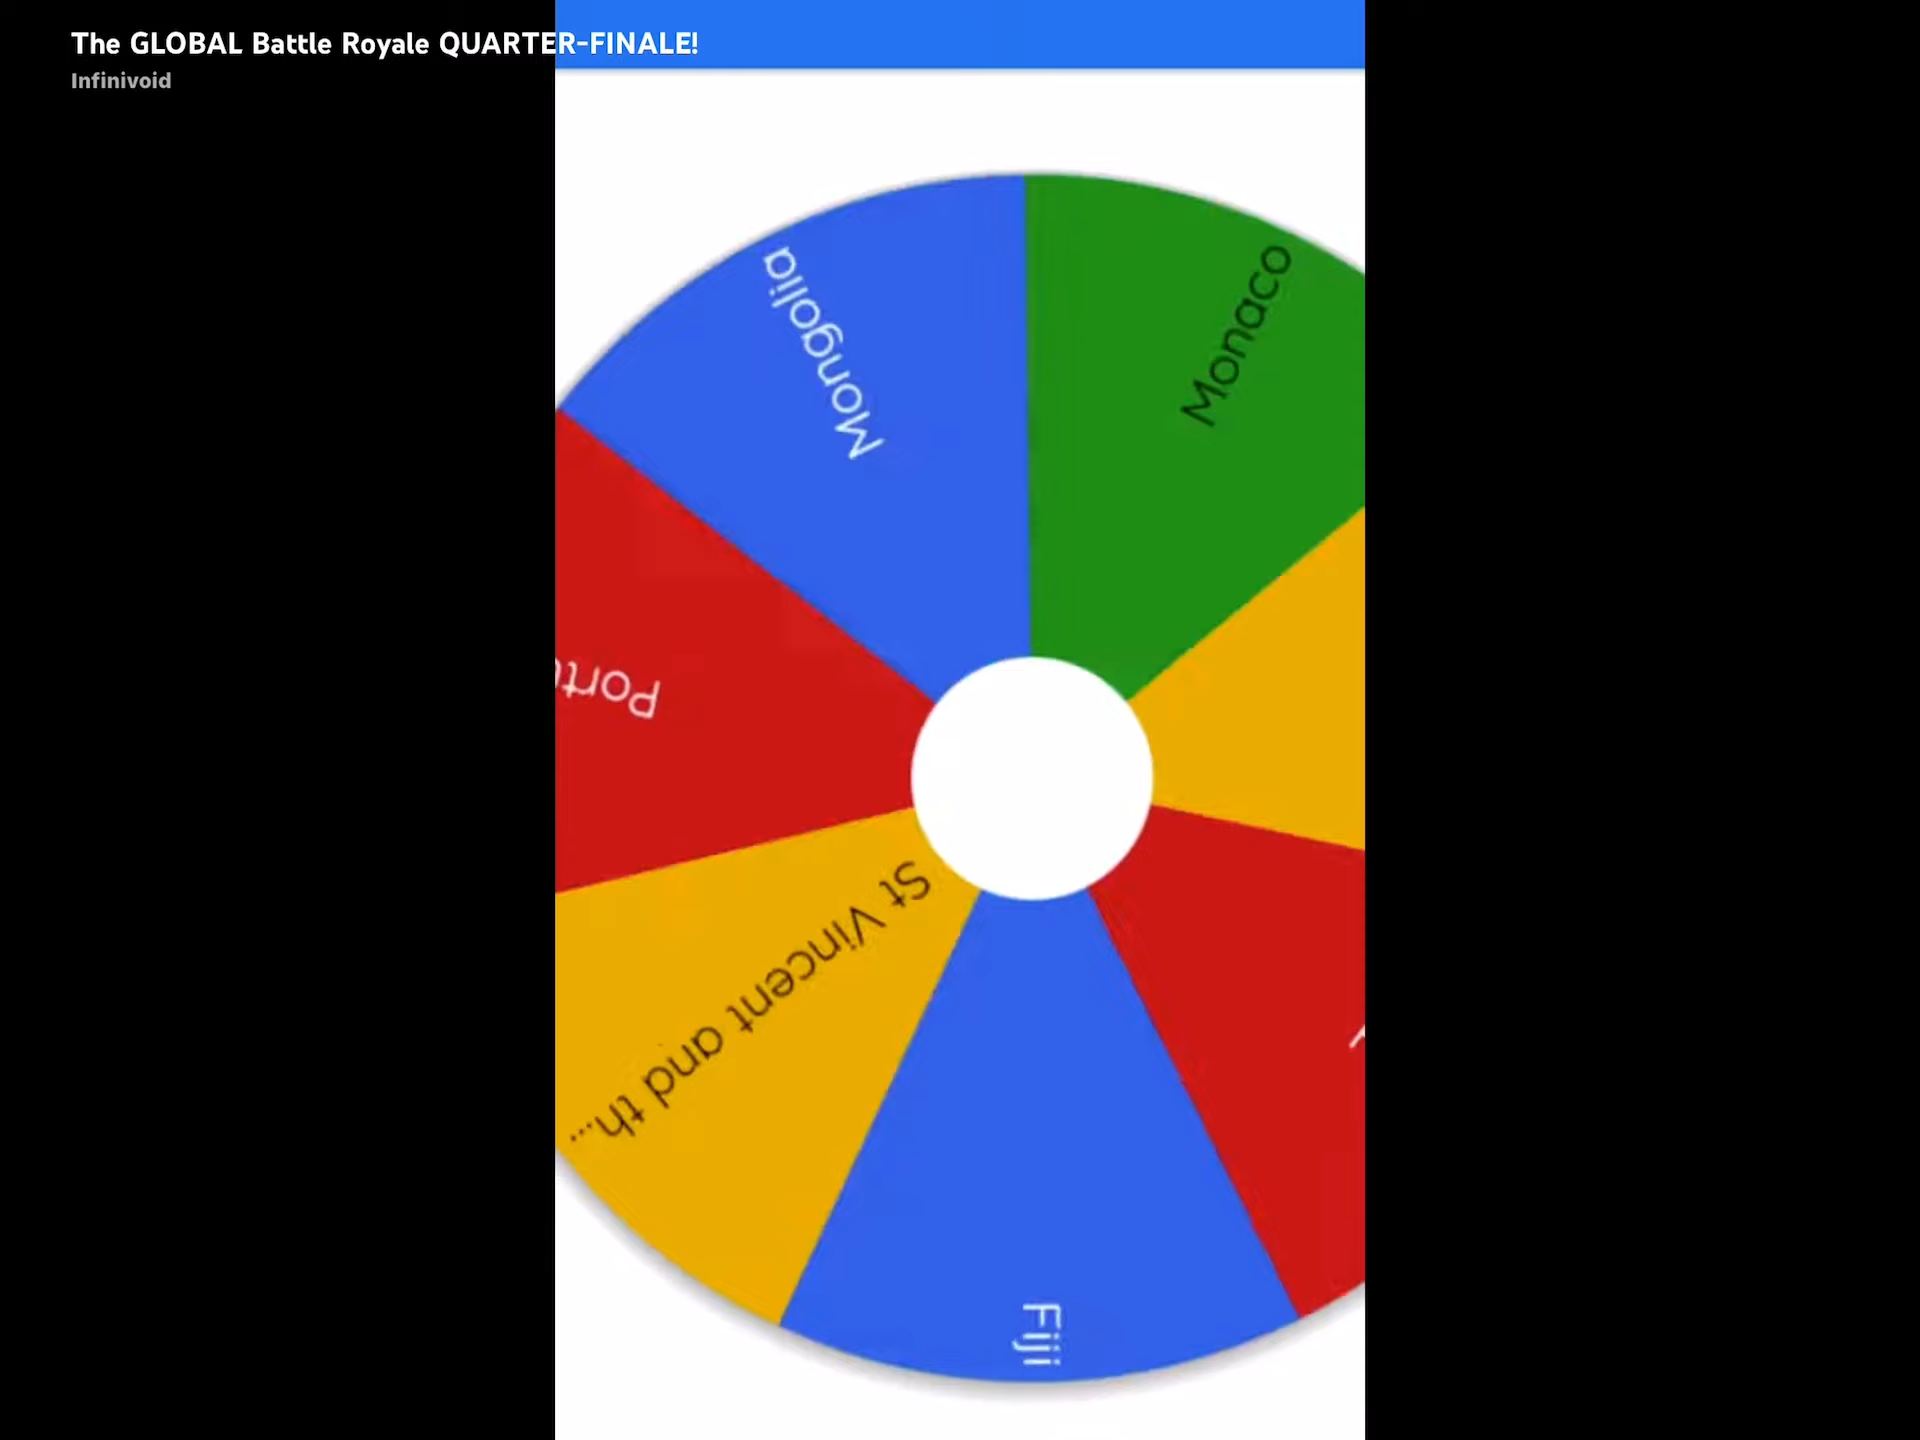 The GLOBAL Battle Royale QUARTER-FINALE!
Infinivoid
Mongolia
Monaco
Port
St Vincent and th...
Fiji